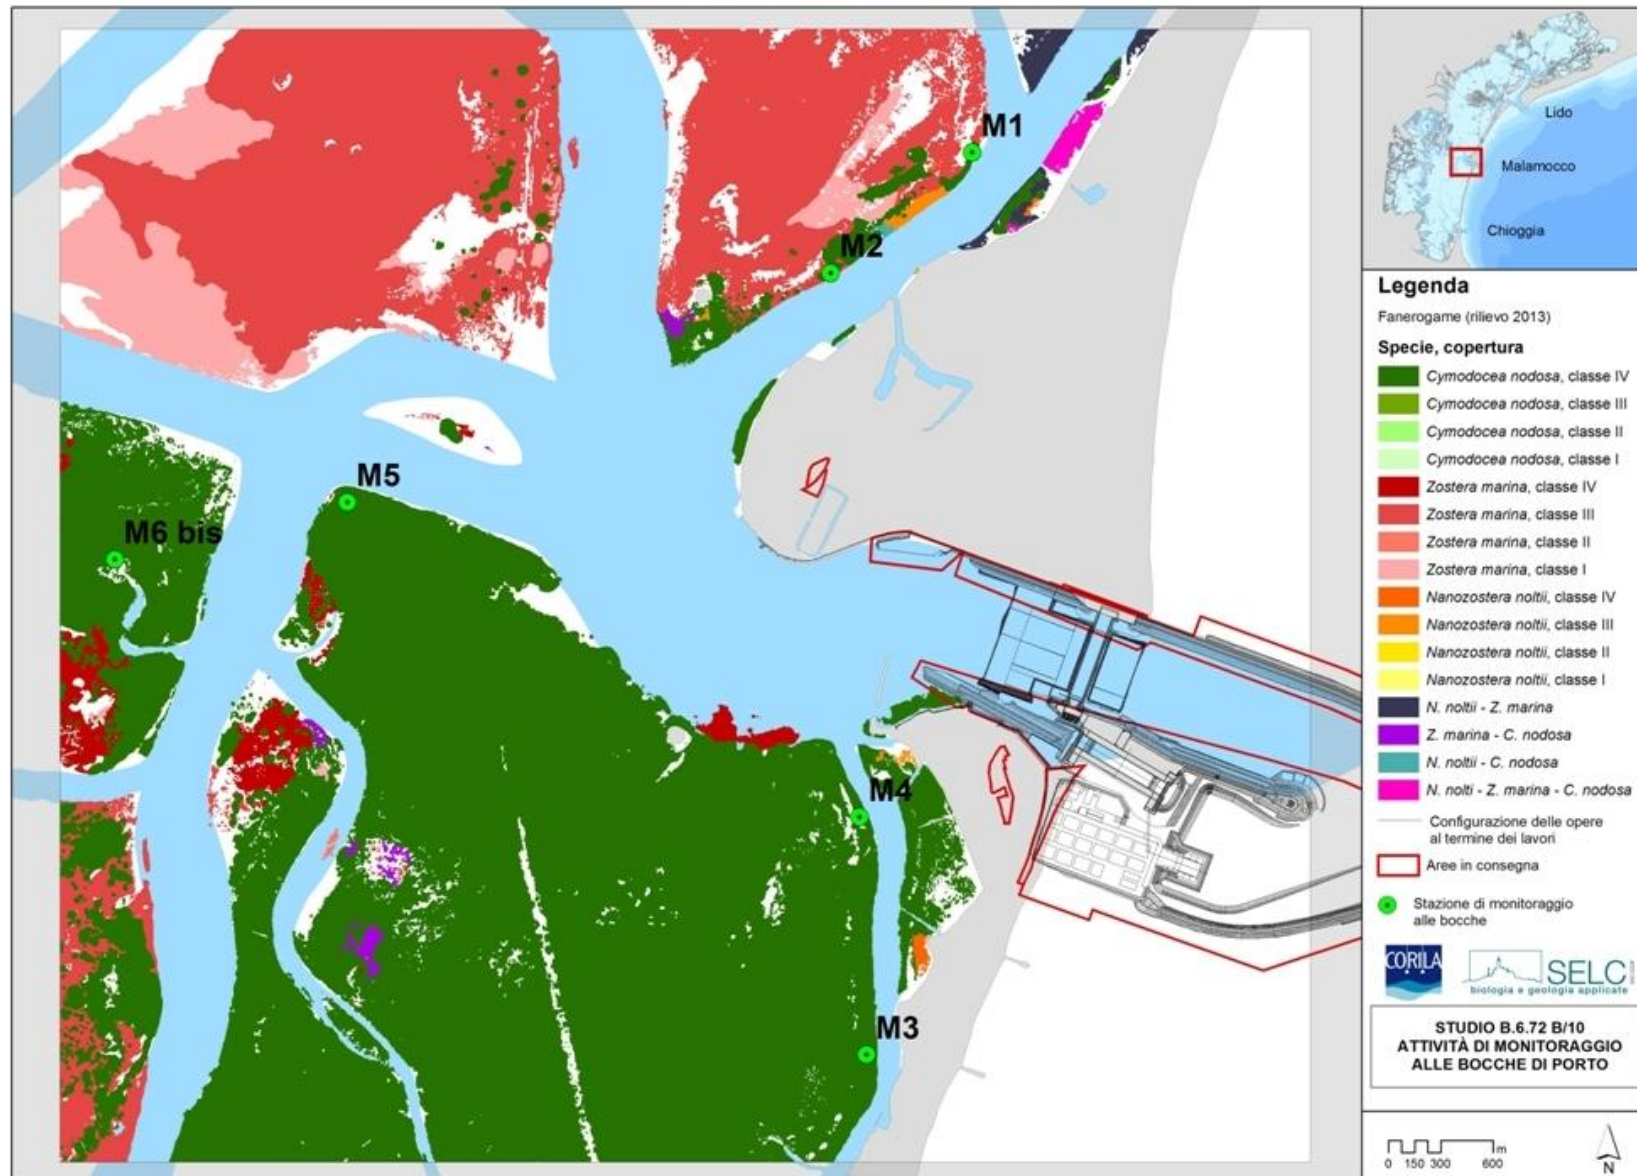 M1
M2
M5
M6 bis
M4
M3
Lido
Malamocco
Chioggia
Legenda
Fanerogame (rilievo 2013)
Specie, copertura
Cymodocea nodosa, classe IV
Cymodocea nodosa, classe III
Cymodocea nodosa, classe II
Cymodocea nodosa, classe I
Zostera marina, classe IV
Zostera marina, classe III
Zostera marina, classe II
Zostera marina, classe I
Nanozostera noltii, classe IV
Nanozostera noltii, classe III
Nanozostera noltii, classe II
Nanozostera noltii, classe I
N. noltii - Z. marina
Z. marina - C. nodosa
N. noltii - C. nodosa
N. nolti - Z. marina - C. nodosa
Configurazione delle opere
al termine dei lavori
Aree in consegna
Stazione di monitoraggio
alle bocche
CORILA
SELC
biologia e geologia applicate
STUDIO B.6.72 B/10
ATTIVITÀ DI MONITORAGGIO
ALLE BOCCHE DI PORTO
m
0 150 300 600
N